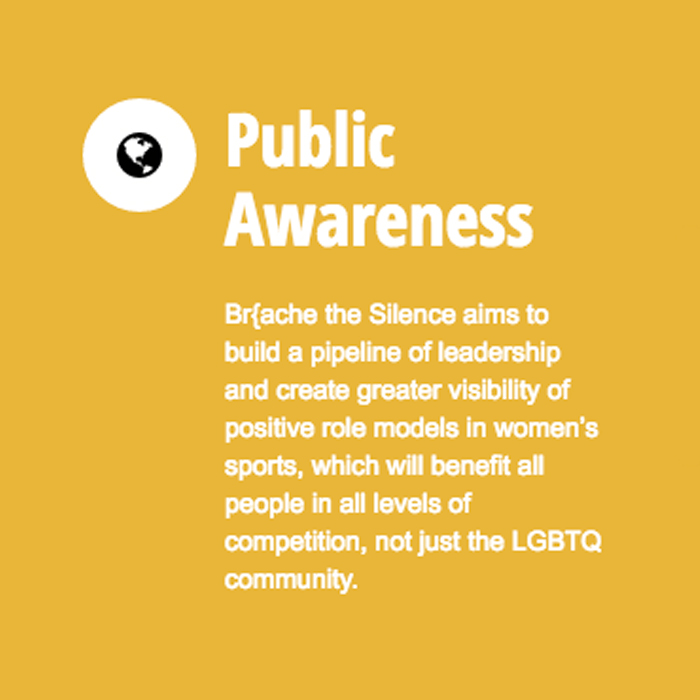 Public
Awareness
Br{ache the Silence aims to
build a pipeline of leadership
and create greater visibility of
positive role models in women's
sports, which will benefit all
people in all levels of
competition, not just the LGBTQ
community.